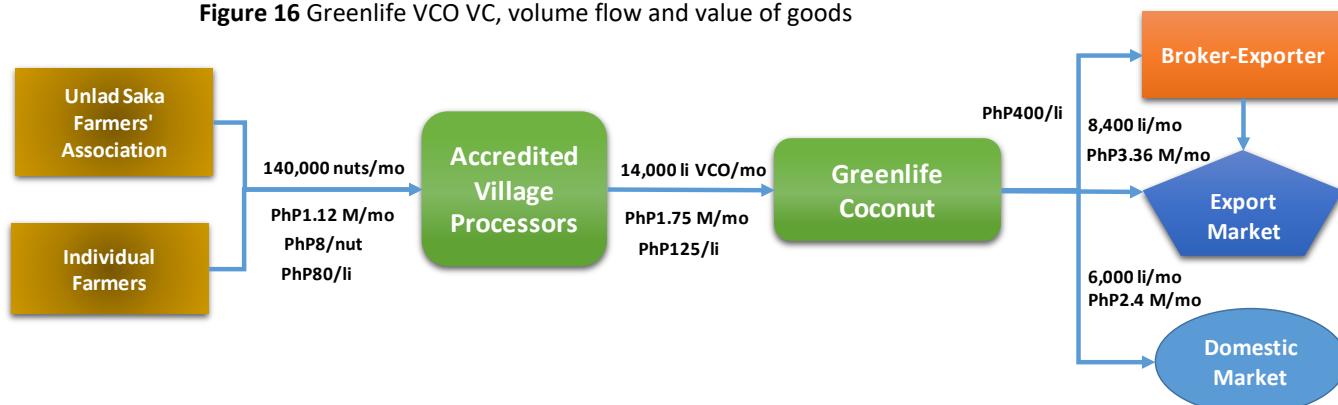 Figure 16 Greenlife VCO VC, volume flow and value of goods
Unlad Saka
Farmers'
Association
Individual
Farmers
140,000 nuts/mo
PhP1.12 M/mo
PhP8/nut
PhP80/li
Accredited
Village
Processors
14,000 li VCO/mo
PhP1.75 M/mo
PhP125/li
Greenlife
Coconut
PhP400/li
Broker-Exporter
8,400 li/mo
PhP3.36 M/mo
Export
Market
6,000 li/mo
PhP2.4 M/mo
Domestic
Market